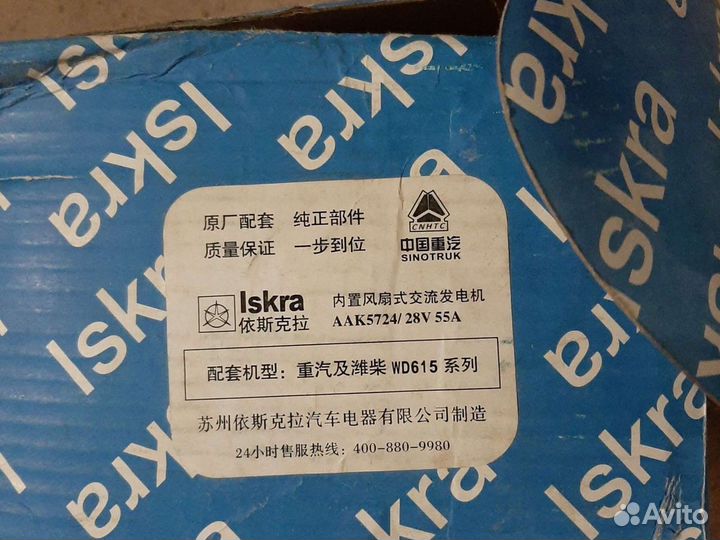 Iskra
Iskra
Iskra
Iskra
原厂配套 纯正部件
质量保证 一步到位
CNHTC
中国重汽
SINOTRUK
Iskra
依斯克拉
内置风扇式交流发电机
AAK5724/ 28V 55A
配套机型：重汽及潍柴 WD615 系列
苏州依斯克拉汽车电器有限公司制造
24小时售服热线：400-880-9980
Iskra
Iskra
Iskra
Iskra
Avito